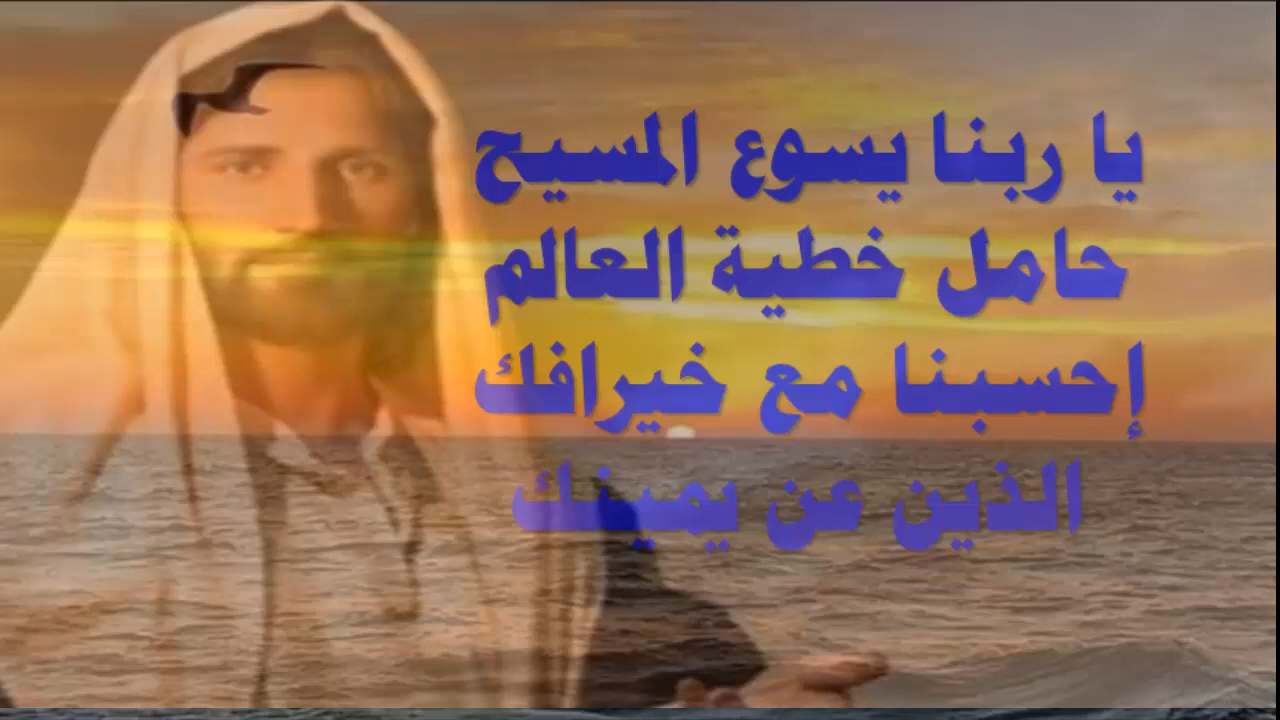 يا ربنا يسوع المسيح
حامل خطية العالم
إحسبنا مع خيرافك
الذين عن يمينك